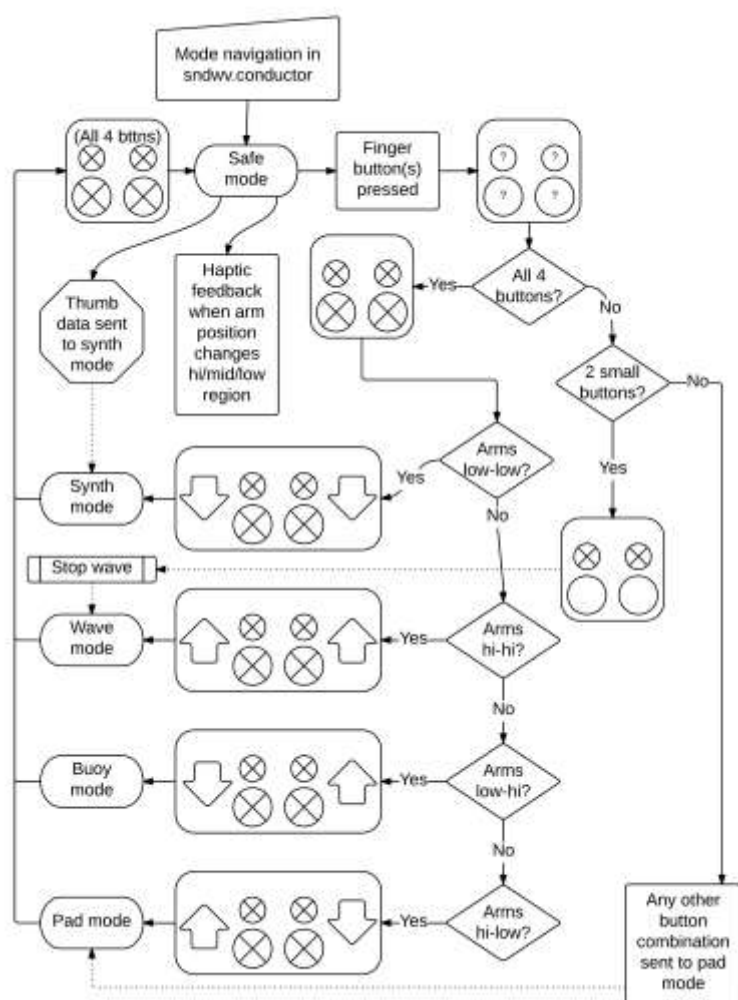 Mode navigation in
sndwv.conductor
(All 4 bttns)
Safe
mode
Finger
button(s)
pressed
? ?
? ?
Thumb
data sent
to synth
mode
Haptic
feedback
when arm
position
changes
hi/mid/low
region
Yes
All 4
buttons?
No
2 small
buttons?
No
Yes
Arms
low-low?
Yes
No
Synth
mode
Stop wave
Wave
mode
Yes
Arms
hi-hi?
No
Buoy
mode
Yes
Arms
low-hi?
No
Pad mode
Yes
Arms
hi-low?
Any other
button
combination
sent to pad
mode